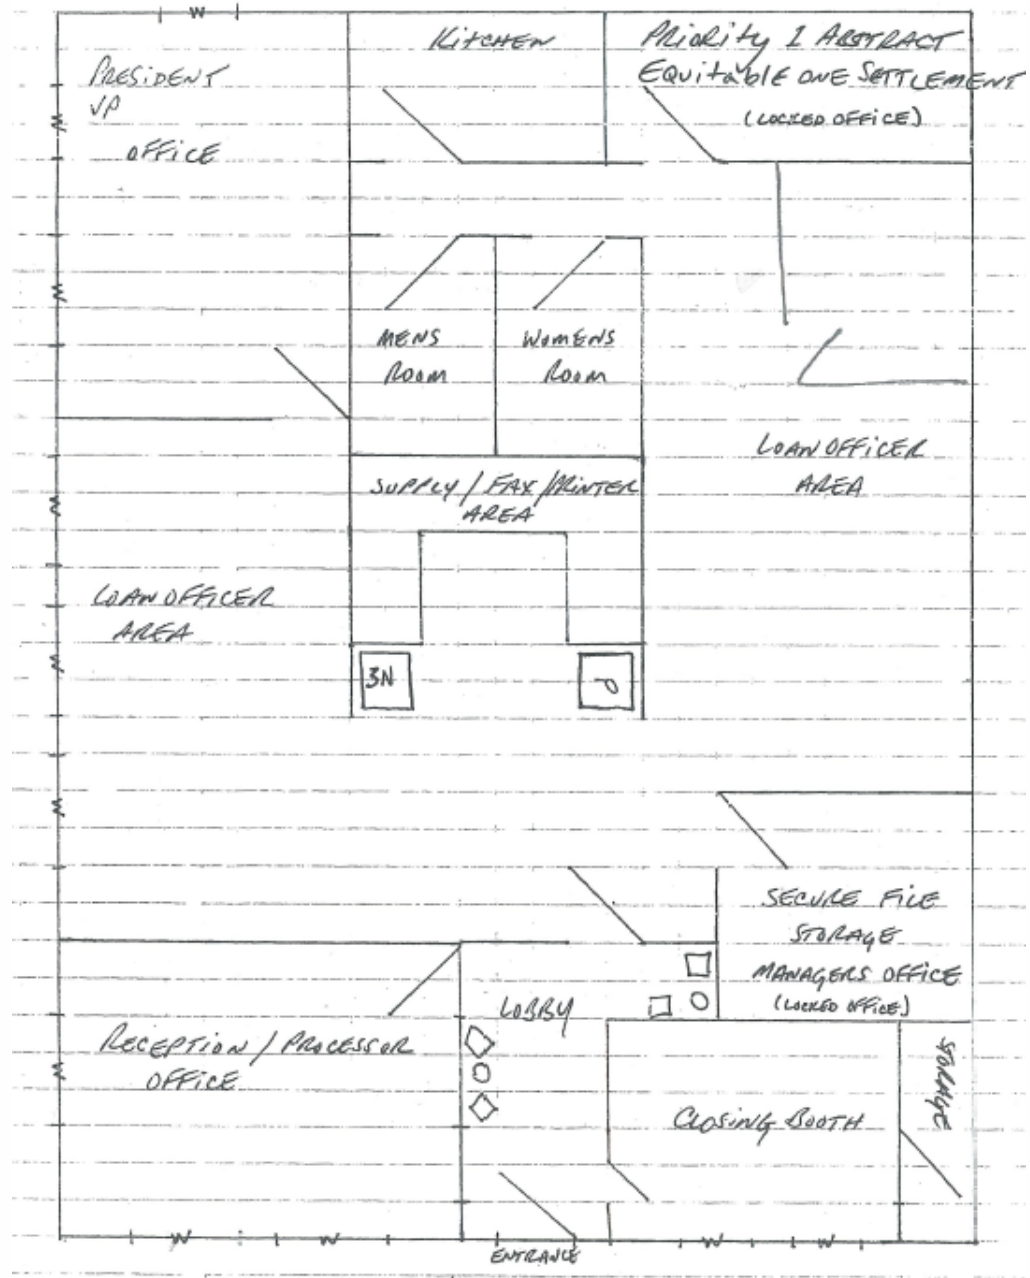 W
KITCHEN
PRIORITY 1 ABSTRACT
EQUITABLE ONE SETTLEMENT
(LOCKED OFFICE)
PRESIDENT
VP
OFFICE
W
W
MENS
ROOM
WOMENS
ROOM
LOAN OFFICER
AREA
SUPPLY / FAX / PRINTER
AREA
W
LOAN OFFICER
AREA
W
3N
P
W
SECURE FILE
STORAGE
MANAGERS OFFICE
(LOCKED OFFICE)
LOBBY
RECEPTION / PROCESSOR
OFFICE
W
STORAGE
CLOSING BOOTH
W
W
W
W
ENTRANCE